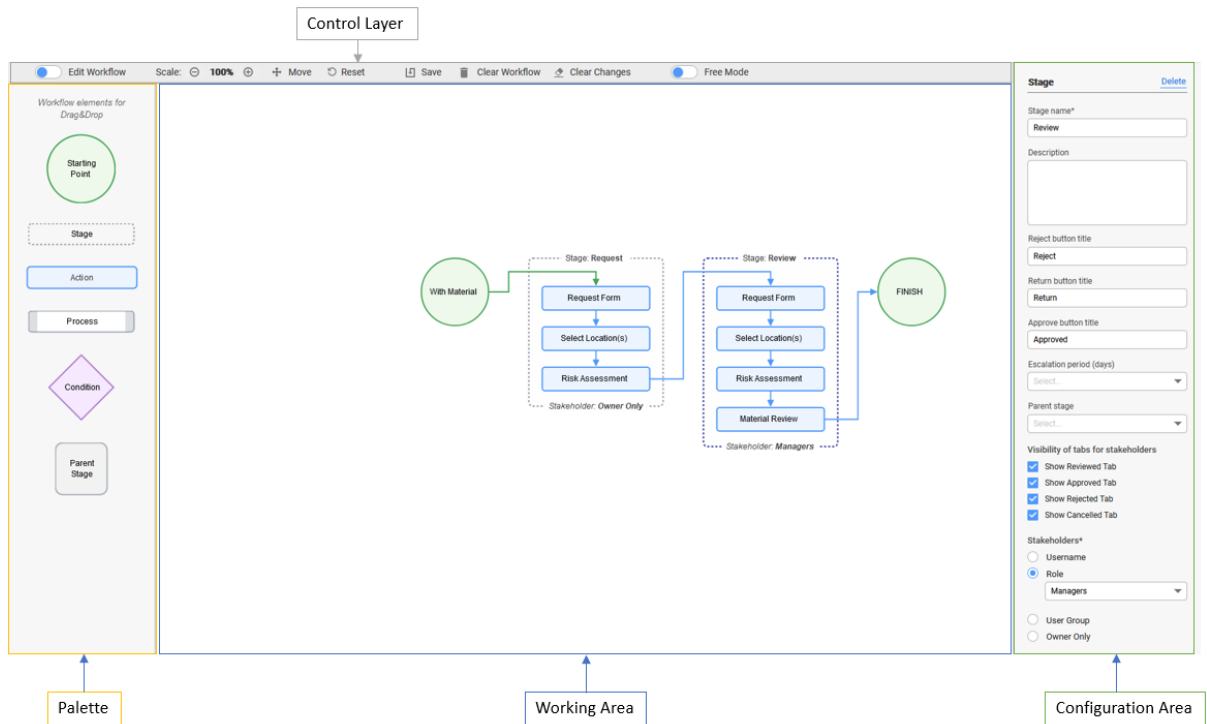 Control Layer
Edit Workflow Scale: 100% Move Reset Save Clear Workflow Clear Changes Free Mode
Workflow elements for
Drag&Drop
Starting
Point
Stage
Action
Process
Condition
Parent
Stage
With Material
Stage: Request
Request Form
Select Location(s)
Risk Assessment
Stakeholder: Owner Only
Stage: Review
Request Form
Select Location(s)
Risk Assessment
Material Review
Stakeholder: Managers
FINISH
Stage Delete
Stage name*
Review
Description
Reject button title
Reject
Return button title
Return
Approve button title
Approved
Escalation period (days)
Select...
Parent stage
Select...
Visibility of tabs for stakeholders
Show Reviewed Tab
Show Approved Tab
Show Rejected Tab
Show Cancelled Tab
Stakeholders*
Username
Role
Managers
User Group
Owner Only
Palette
Working Area
Configuration Area